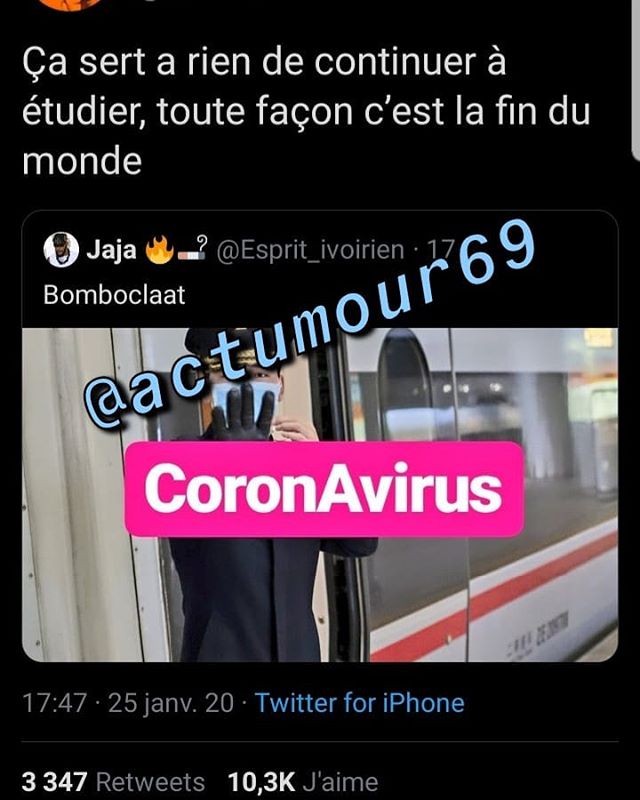 Ça sert a rien de continuer à
étudier, toute façon c’est la fin du
monde
Jaja 🔥🚬? @Esprit_ivoirien · 17
Bomboclaat
@actumour69
CoronAvirus
17:47 · 25 janv. 20 · Twitter for iPhone
3 347 Retweets 10,3K J'aime